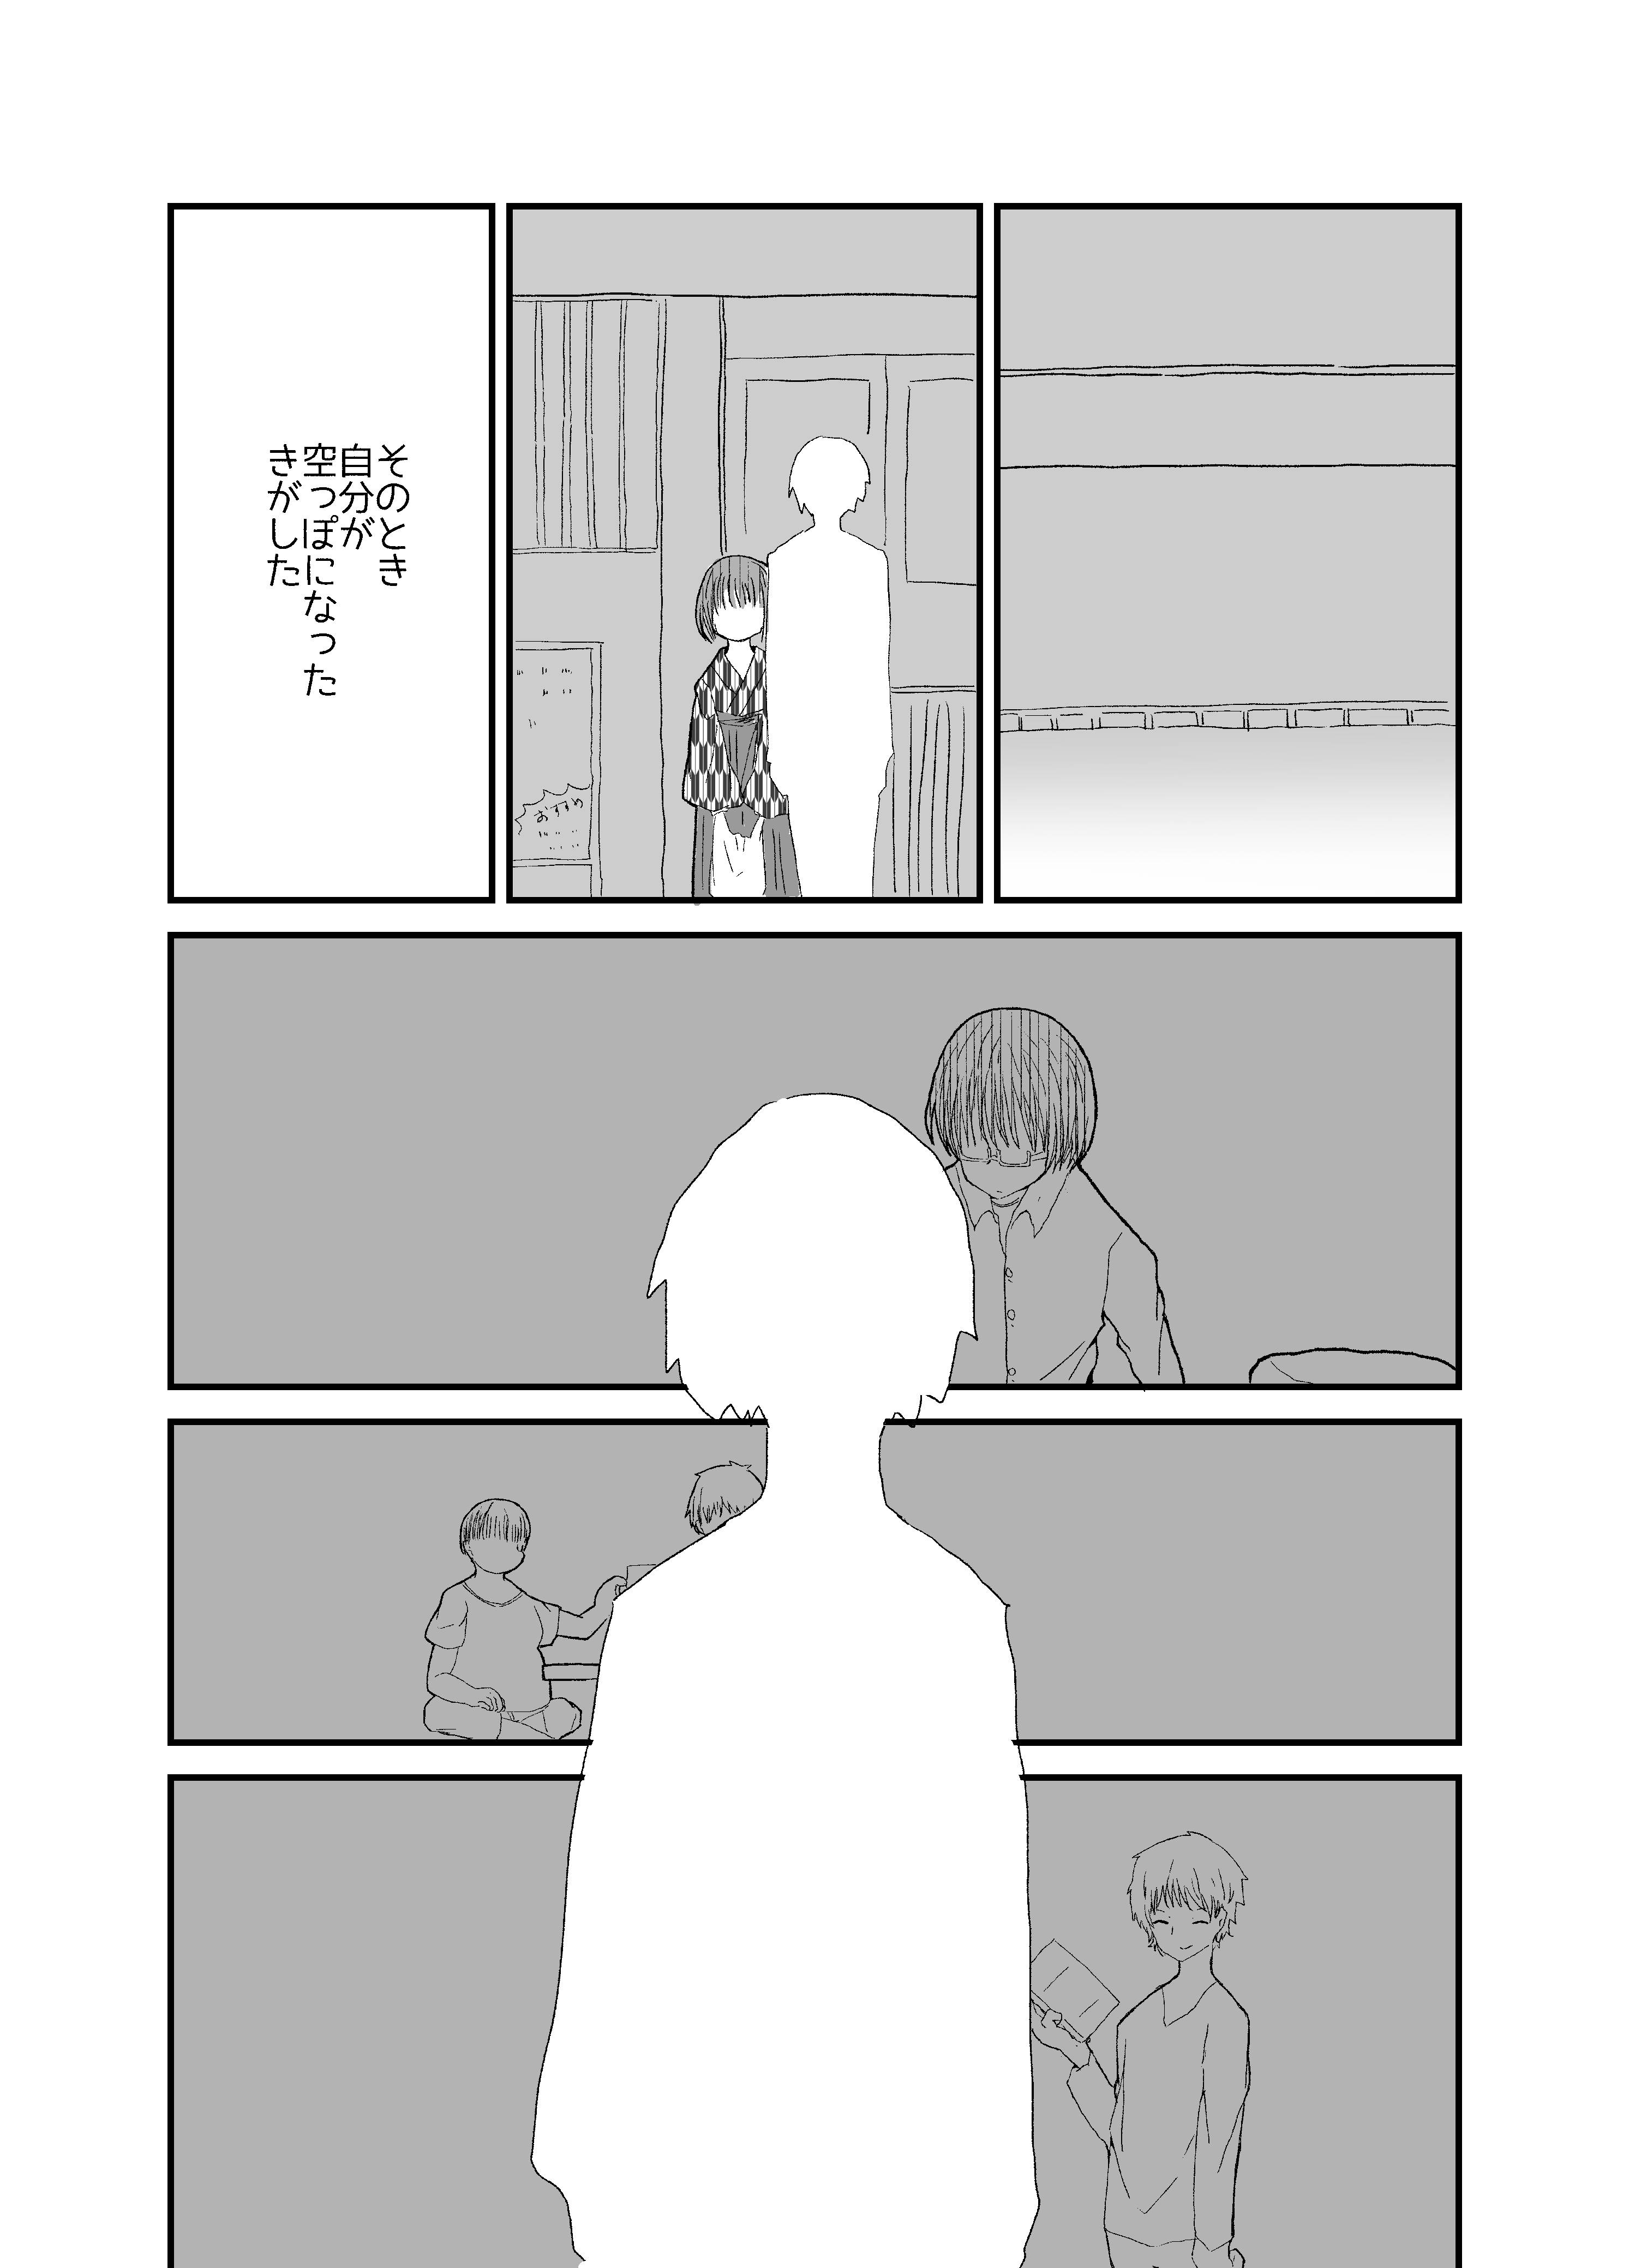 そのとき
自分が
空っぽになった
きがした
おすすめ